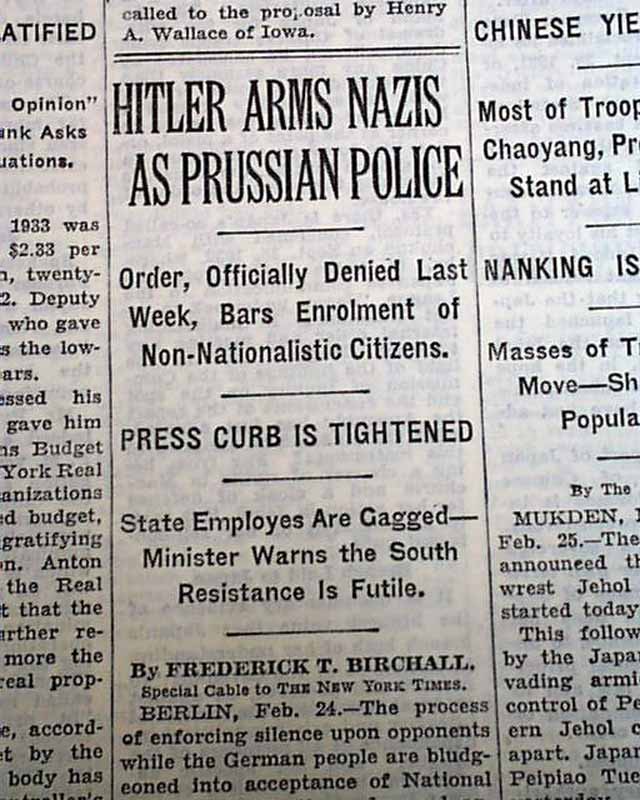 ATIFIED
Opinion"
ank Asks
uations.
1933 was
$2.33 per
n, twenty-
2. Deputy
who gave
s the low-
ars.
essed his
gave him
ns Budget
York Real
anizations
ed budget,
gratifying
n. Anton
the Real
t that the
urther re-
more the
real prop-
e, accord-
et by the
body has
called to the proposal by Henry
A. Wallace of Iowa.
HITLER ARMS NAZIS
AS PRUSSIAN POLICE
Order, Officially Denied Last
Week, Bars Enrolment of
Non-Nationalistic Citizens.
PRESS CURB IS TIGHTENED
State Employes Are Gagged—
Minister Warns the South
Resistance Is Futile.
By FREDERICK T. BIRCHALL.
Special Cable to THE NEW YORK TIMES.
BERLIN, Feb. 24.—The process
of enforcing silence upon opponents
while the German people are bludg-
eoned into acceptance of National
CHINESE YIE
Most of Troop
Chaoyang, Pr
Stand at Li
NANKING IS
Masses of T
Move—Sh
Popula
By The
MUKDEN,
Feb. 25.—The
announced th
wrest Jehol
started today
This follow
by the Japa
vading armi
control of Pe
ern Jehol c
apart. Japan
Peipiao Tue